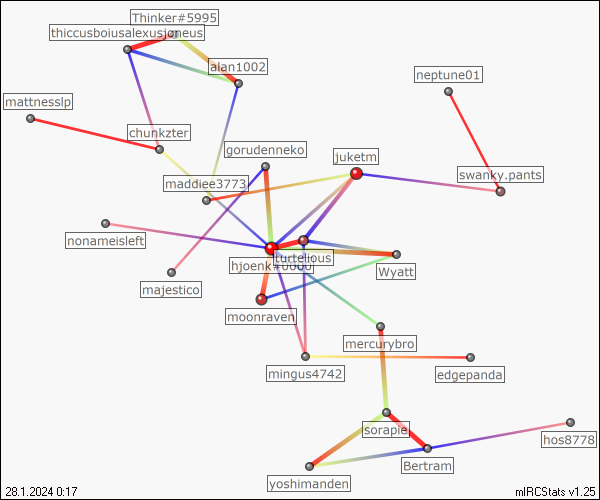 Thinker#5995
thiccusboiusalexusjoneus
alan1002
neptune01
mattnesslp
chunkzter
gorudenneko
juketm
swanky.pants
maddiee3773
nonameisleft
turtelious
hjoenk#0000
Wyatt
majestico
moonraven
mercurybro
mingus4742
edgepanda
sorapie
hos8778
Bertram
yoshimanden
28.1.2024 0:17
mIRCStats v1.25